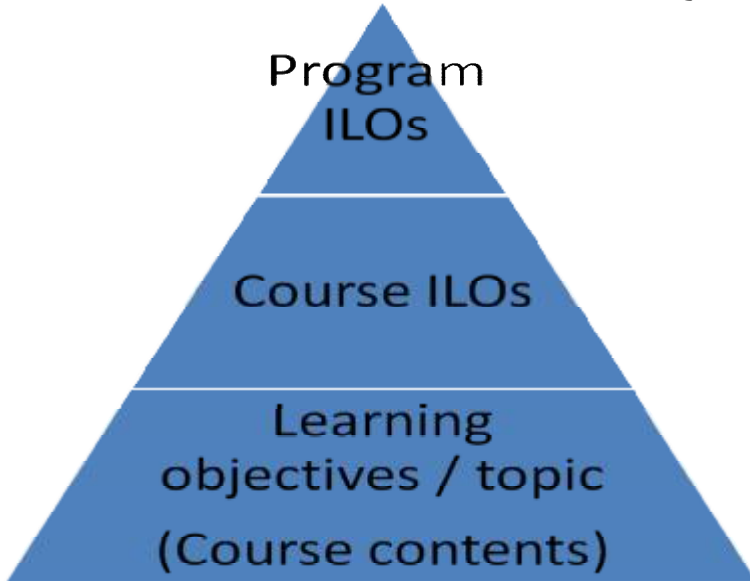 Program
ILOs
Course ILOs
Learning
objectives / topic
(Course contents)